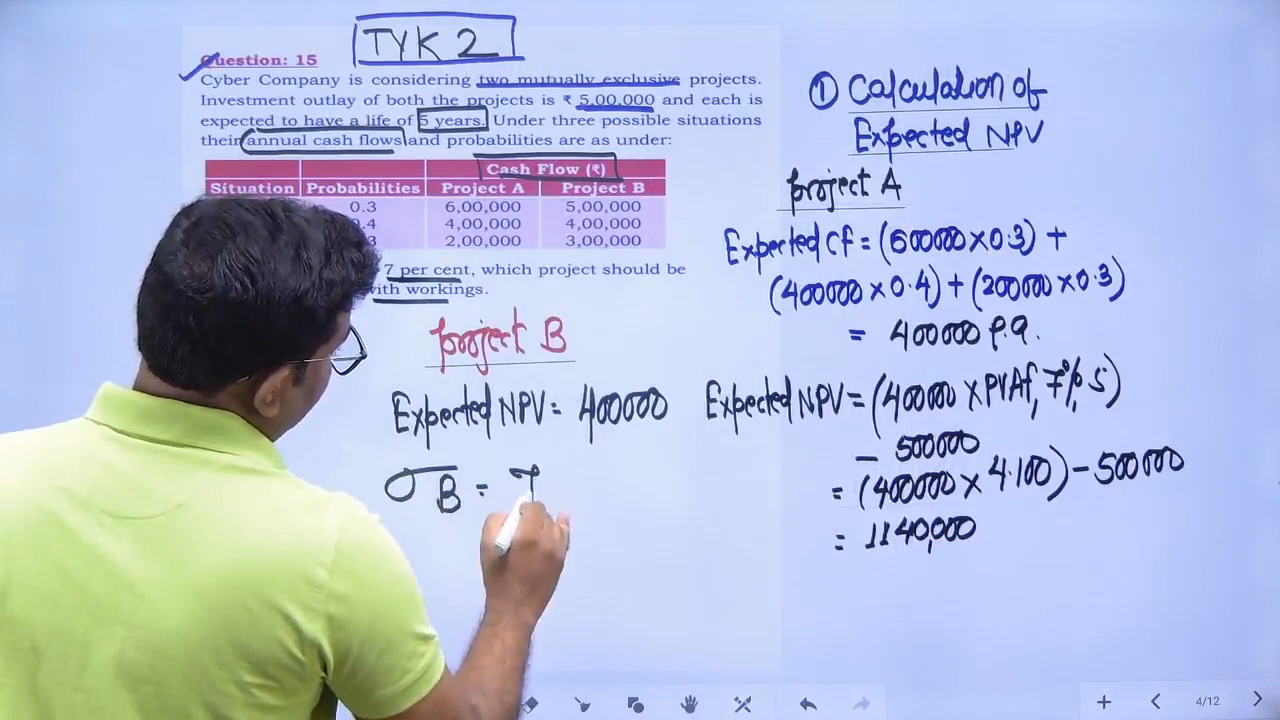 TYK 2
Question: 15
Cyber Company is considering two mutually exclusive projects.
Investment outlay of both the projects is ₹ 5,00,000 and each is
expected to have a life of 5 years. Under three possible situations
their annual cash flows and probabilities are as under:
Cash Flow (₹)
Situation Probabilities Project A Project B
0.3 6,00,000 5,00,000
0.4 4,00,000 4,00,000
3 2,00,000 3,00,000
7 per cent, which project should be
with workings.
Project B
Expected NPV = 400000
σB =
① Calculation of
Expected NPV
Project A
Expected CF = (600000 × 0.3) +
(400000 × 0.4) + (200000 × 0.3)
= 400000 P.a.
Expected NPV = (400000 × PVAF, 7%, 5)
- 500000
= (400000 × 4.100) - 500000
= 1140,000
4/12